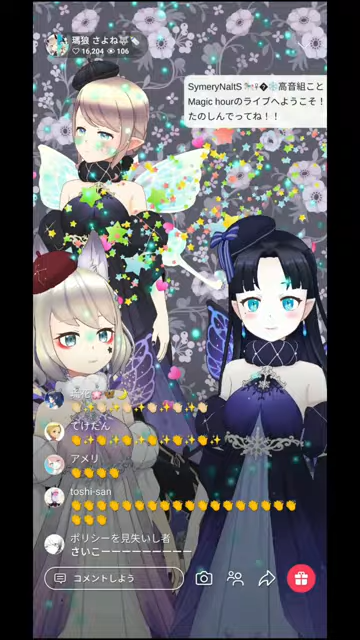 瑪狼 さよね
♡ 16,204 106
SymeryNaltS 🎠♀❄高音組こと
Magic hourのライブへようこそ！
たのしんでってね！！
👏🏻✨👏🏻✨👏🏻✨👏🏻✨👏🏻✨👏🏻
てけだん
👏✨👏✨👏✨👏✨👏✨👏✨
アメリ
👏👏👏👏
toshi-san
👏👏👏👏👏👏👏👏👏👏👏👏👏👏👏👏👏
👏👏👏
ポリシーを見失いし者
さいこーーーーーーーーー
コメントしよう